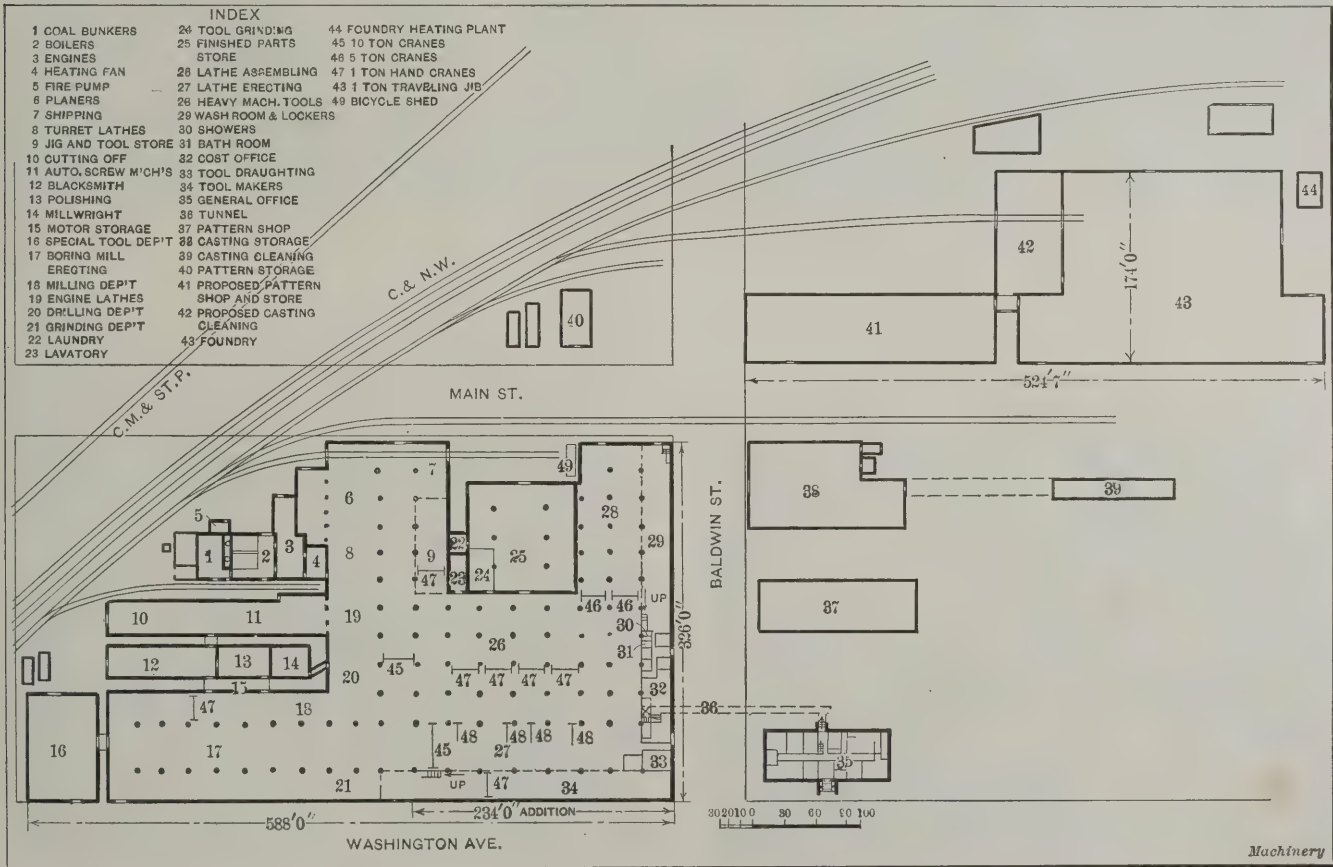 INDEX
1 COAL BUNKERS
2 BOILERS
3 ENGINES
4 HEATING FAN
5 FIRE PUMP
6 PLANERS
7 SHIPPING
8 TURRET LATHES
9 JIG AND TOOL STORE
10 CUTTING OFF
11 AUTO. SCREW M'CH'S
12 BLACKSMITH
13 POLISHING
14 MILLWRIGHT
15 MOTOR STORAGE
16 SPECIAL TOOL DEP'T
17 BORING MILL
ERECTING
18 MILLING DEP'T
19 ENGINE LATHES
20 DRILLING DEP'T
21 GRINDING DEP'T
22 LAUNDRY
23 LAVATORY
24 TOOL GRINDING
25 FINISHED PARTS
STORE
26 LATHE ASSEMBLING
27 LATHE ERECTING
26 HEAVY MACH. TOOLS
29 WASH ROOM & LOCKERS
30 SHOWERS
31 BATH ROOM
32 COST OFFICE
33 TOOL DRAUGHTING
34 TOOL MAKERS
35 GENERAL OFFICE
36 TUNNEL
37 PATTERN SHOP
38 CASTING STORAGE
39 CASTING CLEANING
40 PATTERN STORAGE
41 PROPOSED PATTERN
SHOP AND STORE
42 PROPOSED CASTING
CLEANING
43 FOUNDRY
44 FOUNDRY HEATING PLANT
45 10 TON CRANES
46 5 TON CRANES
47 1 TON HAND CRANES
43 1 TON TRAVELING JIB
49 BICYCLE SHED
C.M. & ST. P.
C. & N.W.
40
44
42
174'0"
43
41
524'7"
MAIN ST.
7
49
6
28
38
39
5
1
2
3
4
8
9
22
25
29
47
23
24
46
46
UP
BALDWIN ST.
326'0"
37
10
11
19
30
26
31
12
13
14
45
47
47
47
47
20
32
15
47
18
36
16
17
45
48
27
48
48
48
33
35
21
UP
47
34
234'0" ADDITION
588'0"
30 20 10 0 30 60 90 100
WASHINGTON AVE.
Machinery